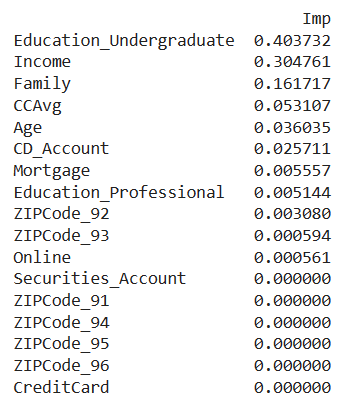 Imp
Education_Undergraduate 0.403732
Income 0.304761
Family 0.161717
CCAvg 0.053107
Age 0.036035
CD_Account 0.025711
Mortgage 0.005557
Education_Professional 0.005144
ZIPCode_92 0.003080
ZIPCode_93 0.000594
Online 0.000561
Securities_Account 0.000000
ZIPCode_91 0.000000
ZIPCode_94 0.000000
ZIPCode_95 0.000000
ZIPCode_96 0.000000
CreditCard 0.000000